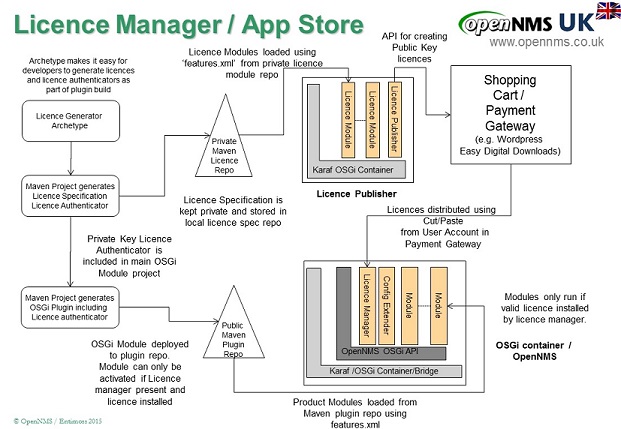 Licence Manager / App Store
openNMS UK
www.opennms.co.uk
Archetype makes it easy for
developers to generate licences
and licence authenticators as
part of plugin build
Licence Modules loaded using
'features.xml' from private licence
module repo
API for creating
Public Key
licences
Licence Generator
Archetype
Private
Maven
Licence
Repo
Licence Module
Licence Module
Licence Publisher
Karaf OSGi Container
Licence Publisher
Shopping
Cart /
Payment
Gateway
(e.g. Wordpress
Easy Digital Downloads)
Maven Project generates
Licence Specification
Licence Authenticator
Licence Specification is
kept private and stored in
local licence spec repo
Licences distributed using
Cut/Paste
from User Account in
Payment Gateway
Private Key Licence
Authenticator is
included in main OSGi
Module project
Maven Project generates
OSGi Plugin including
Licence authenticator
Public
Maven
Plugin
Repo
OSGi Module deployed
to plugin repo.
Module can only be
activated if Licence
manager present and
licence installed
Licence Manager
Config Extender
Module
Module
OpenNMS OSGi API
Karaf /OSGi Container/Bridge
Modules only run if
valid licence installed
by licence manager.
OSGi container /
OpenNMS
Product Modules loaded from
Maven plugin repo using
features.xml
© OpenNMS / Entimoss 2015